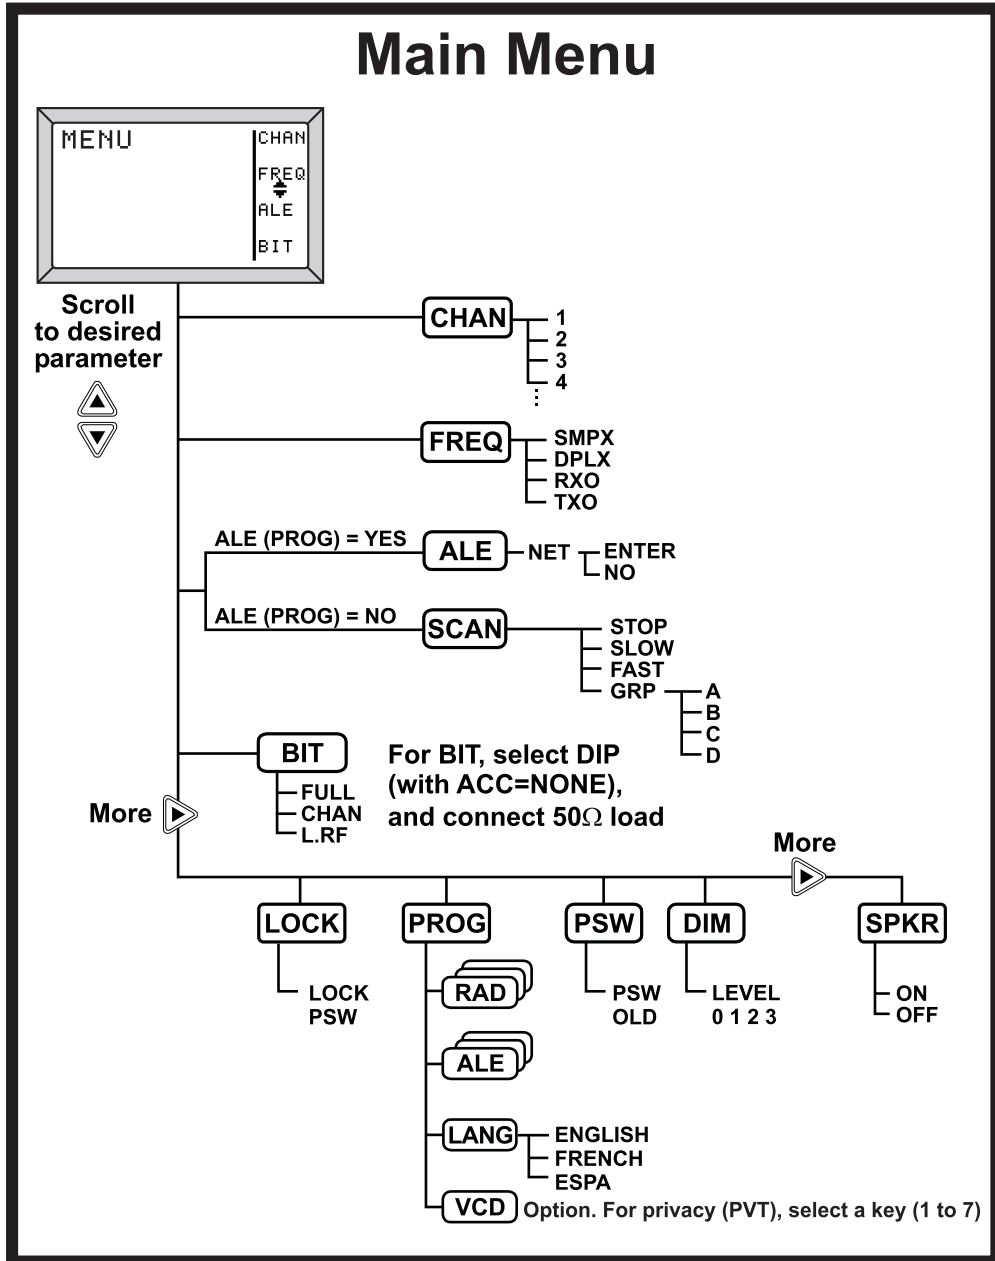 Main Menu
MENU
CHAN
FREQ
ALE
BIT
Scroll
to desired
parameter
CHAN
1
2
3
4
FREQ
SMPX
DPLX
RXO
TXO
ALE (PROG) = YES
ALE
NET
ENTER
NO
ALE (PROG) = NO
SCAN
STOP
SLOW
FAST
GRP
A
B
C
D
BIT
FULL
CHAN
L.RF
For BIT, select DIP
(with ACC=NONE),
and connect 50Ω load
More
More
LOCK
LOCK
PSW
PROG
RAD
ALE
LANG
ENGLISH
FRENCH
ESPA
VCD
Option. For privacy (PVT), select a key (1 to 7)
PSW
PSW
OLD
DIM
LEVEL
0 1 2 3
SPKR
ON
OFF